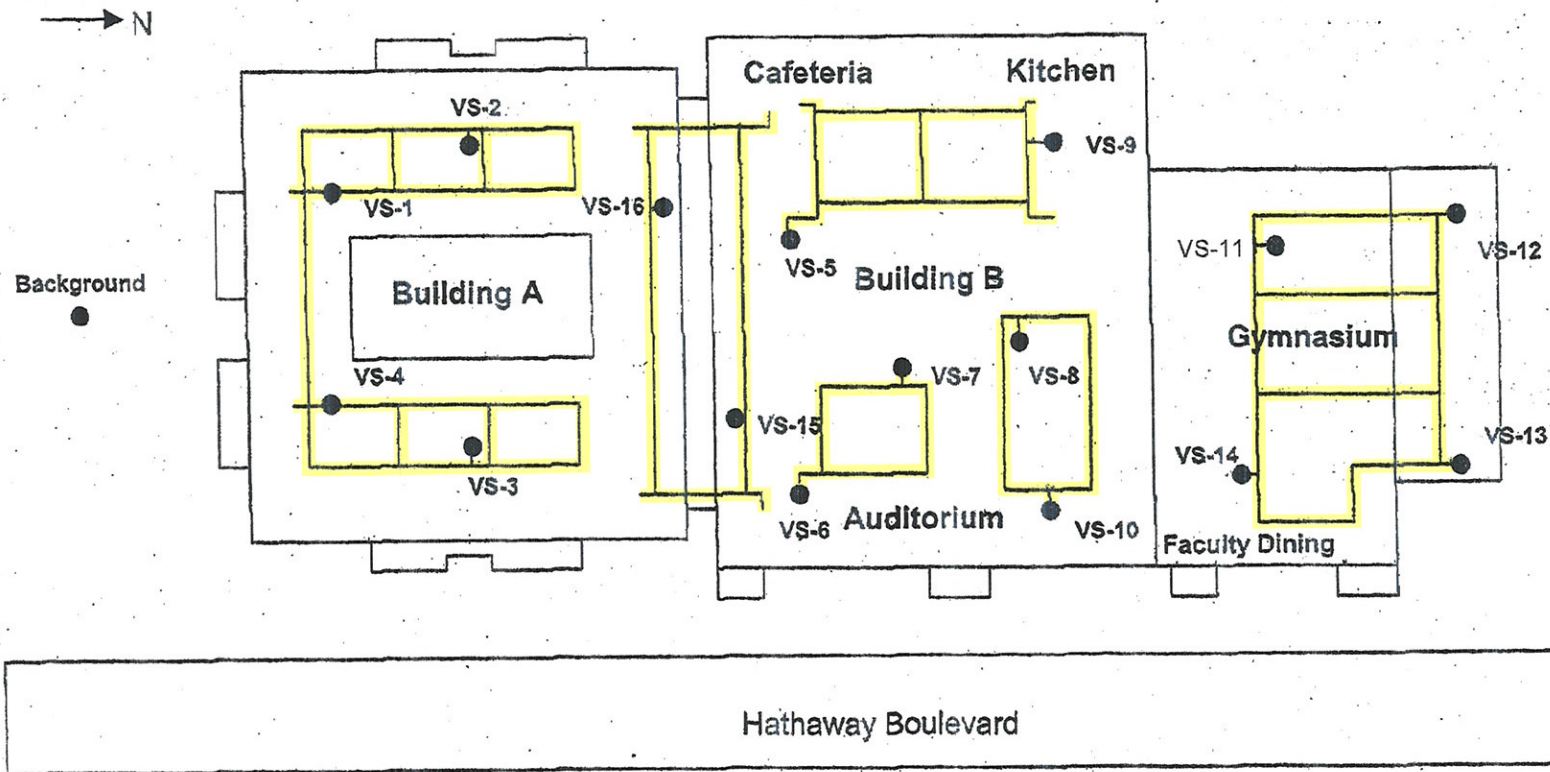 N
Cafeteria
Kitchen
VS-2
VS-9
VS-1
VS-16
VS-11
VS-12
VS-5
Background
Building A
Building B
Gymnasium
VS-4
VS-7
VS-8
VS-15
VS-13
VS-14
VS-3
VS-6
Auditorium
VS-10
Faculty Dining
Hathaway Boulevard